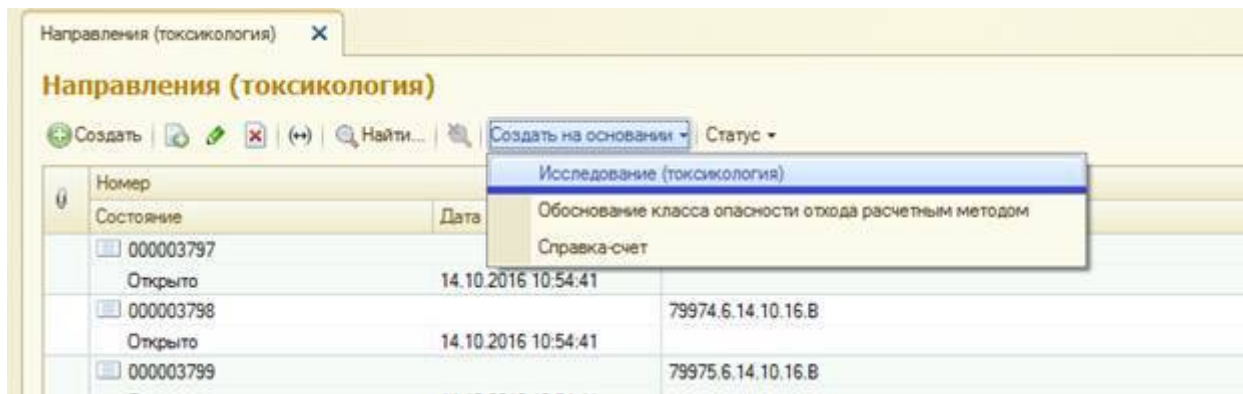 Направления (токсикология)
Направления (токсикология)
Создать Найти... Создать на основании Статус
Исследование (токсикология)
Обоснование класса опасности отхода расчетным методом
Справка-счет
Номер
Состояние Дата
000003797
Открыто 14.10.2016 10:54:41
000003798 79974.6.14.10.16.В
Открыто 14.10.2016 10:54:41
000003799 79975.6.14.10.16.В